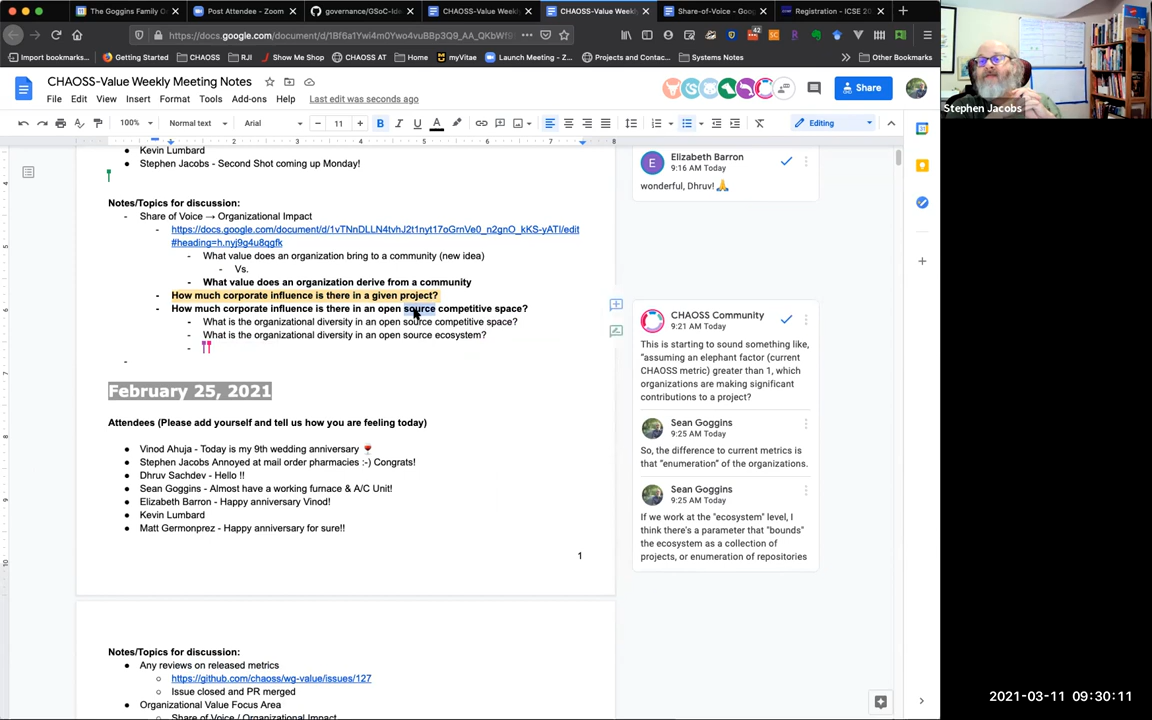 The Goggins Family C
Post Attendee - Zoom
governance/GSoC-Ide
CHAOSS-Value Week
CHAOSS-Value Weekl
Share-of-Voice - Goo
Registration - ICSE 20
https://docs.google.com/document/d/1Bf6a1Ywi4m0Ywo4vuBBp3Q9_AA_QKbW
42
Import bookmarks...
Getting Started
CHAOSS
RJI
Show Me Shop
CHAOSS AT
Home
myVitae
Launch Meeting - Z...
Projects and Contac...
Systems Notes
Other Bookmarks
CHAOSS-Value Weekly Meeting Notes
File Edit View Insert Format Tools Add-ons Help Last edit was seconds ago
Share
100% Normal text Arial 11 B I U A
Editing
Kevin Lumbard
Stephen Jacobs - Second Shot coming up Monday!
Notes/Topics for discussion:
- Share of Voice → Organizational Impact
- https://docs.google.com/document/d/1vTNnDLLN4tvhJ2t1nyt17oGrnVe0_n2gnO_kKS-yATI/edit
#heading=h.nyj9g4u8qgfk
- What value does an organization bring to a community (new idea)
- Vs.
- What value does an organization derive from a community
- How much corporate influence is there in a given project?
- How much corporate influence is there in an open source competitive space?
- What is the organizational diversity in an open source competitive space?
- What is the organizational diversity in an open source ecosystem?
-
-
February 25, 2021
Attendees (Please add yourself and tell us how you are feeling today)
● Vinod Ahuja - Today is my 9th wedding anniversary 🍷
● Stephen Jacobs Annoyed at mail order pharmacies :-) Congrats!
● Dhruv Sachdev - Hello !!
● Sean Goggins - Almost have a working furnace & A/C Unit!
● Elizabeth Barron - Happy anniversary Vinod!
● Kevin Lumbard
● Matt Germonprez - Happy anniversary for sure!!
1
Notes/Topics for discussion:
● Any reviews on released metrics
○ https://github.com/chaoss/wg-value/issues/127
○ Issue closed and PR merged
● Organizational Value Focus Area
○ Share of Voice / Organizational Impact
E
Elizabeth Barron
9:16 AM Today
wonderful, Dhruv!🙏
CHAOSS Community
9:21 AM Today
This is starting to sound something like,
"assuming an elephant factor (current
CHAOSS metric) greater than 1, which
organizations are making significant
contributions to a project?
Sean Goggins
9:25 AM Today
So, the difference to current metrics is
that "enumeration" of the organizations.
Sean Goggins
9:25 AM Today
If we work at the "ecosystem" level, I
think there's a parameter that "bounds"
the ecosystem as a collection of
projects, or enumeration of repositories
Stephen Jacobs
2021-03-11 09:30:11